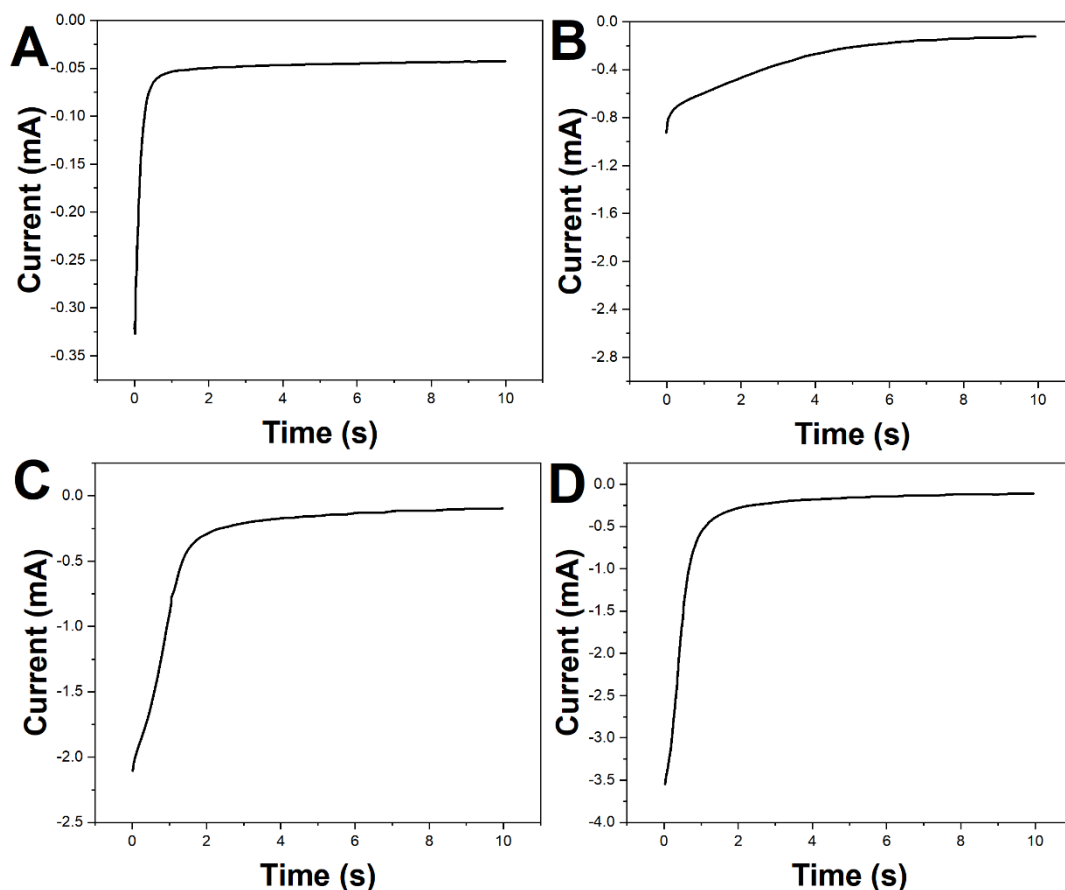 A
0.00
-0.05
-0.10
-0.15
-0.20
-0.25
-0.30
-0.35
Current (mA)
0 2 4 6 8 10
Time (s)
B
0.0
-0.4
-0.8
-1.2
-1.6
-2.0
-2.4
-2.8
Current (mA)
0 2 4 6 8 10
Time (s)
C
0.0
-0.5
-1.0
-1.5
-2.0
-2.5
Current (mA)
0 2 4 6 8 10
Time (s)
D
0.0
-0.5
-1.0
-1.5
-2.0
-2.5
-3.0
-3.5
-4.0
Current (mA)
0 2 4 6 8 10
Time (s)